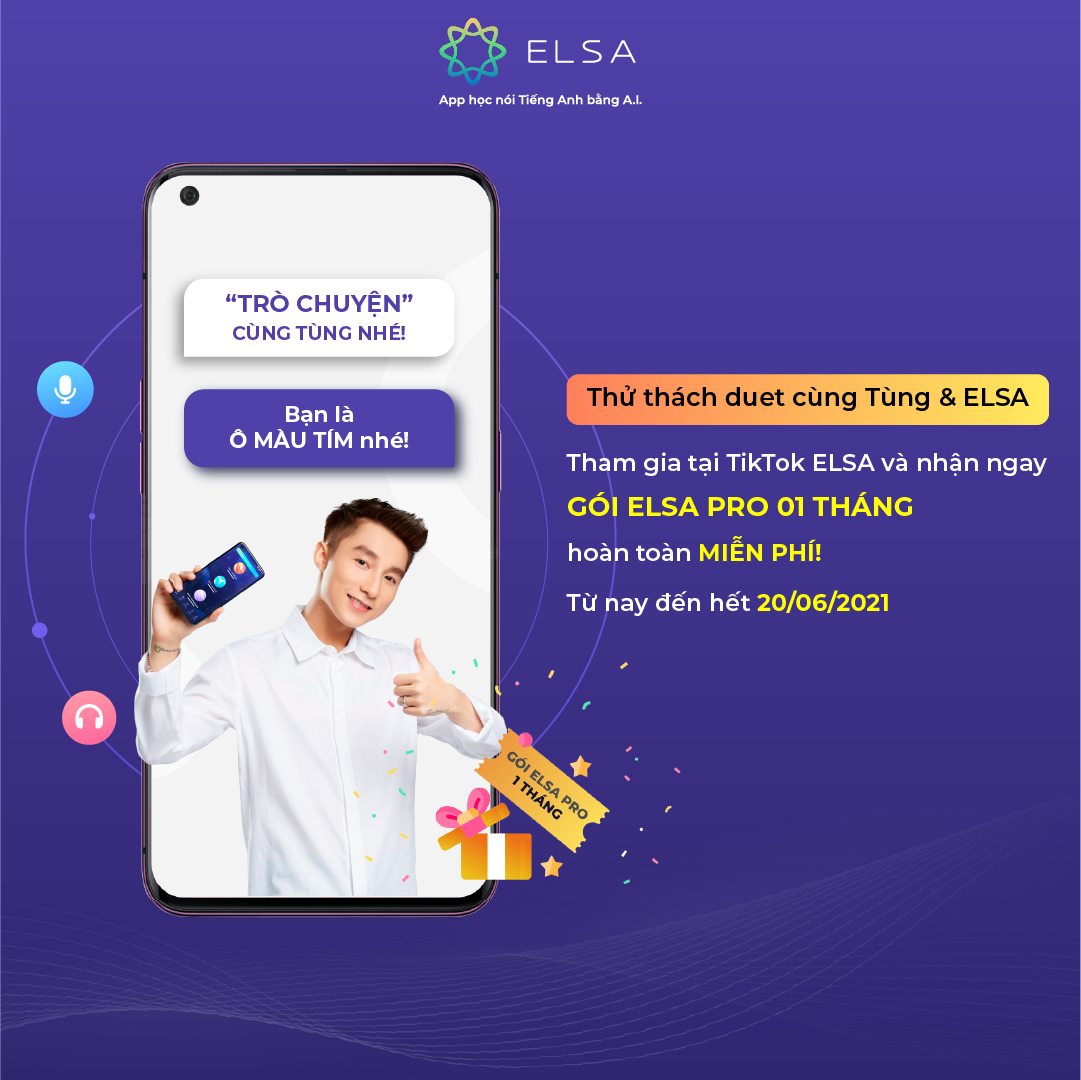 ELSA
App học nói Tiếng Anh bằng A.I.
“TRÒ CHUYỆN”
CÙNG TÙNG NHÉ!
Bạn là
Ô MÀU TÍM nhé!
Thử thách duet cùng Tùng & ELSA
Tham gia tại TikTok ELSA và nhận ngay
GÓI ELSA PRO 01 THÁNG
hoàn toàn MIỄN PHÍ!
Từ nay đến hết 20/06/2021
GÓI ELSA PRO
1 THÁNG